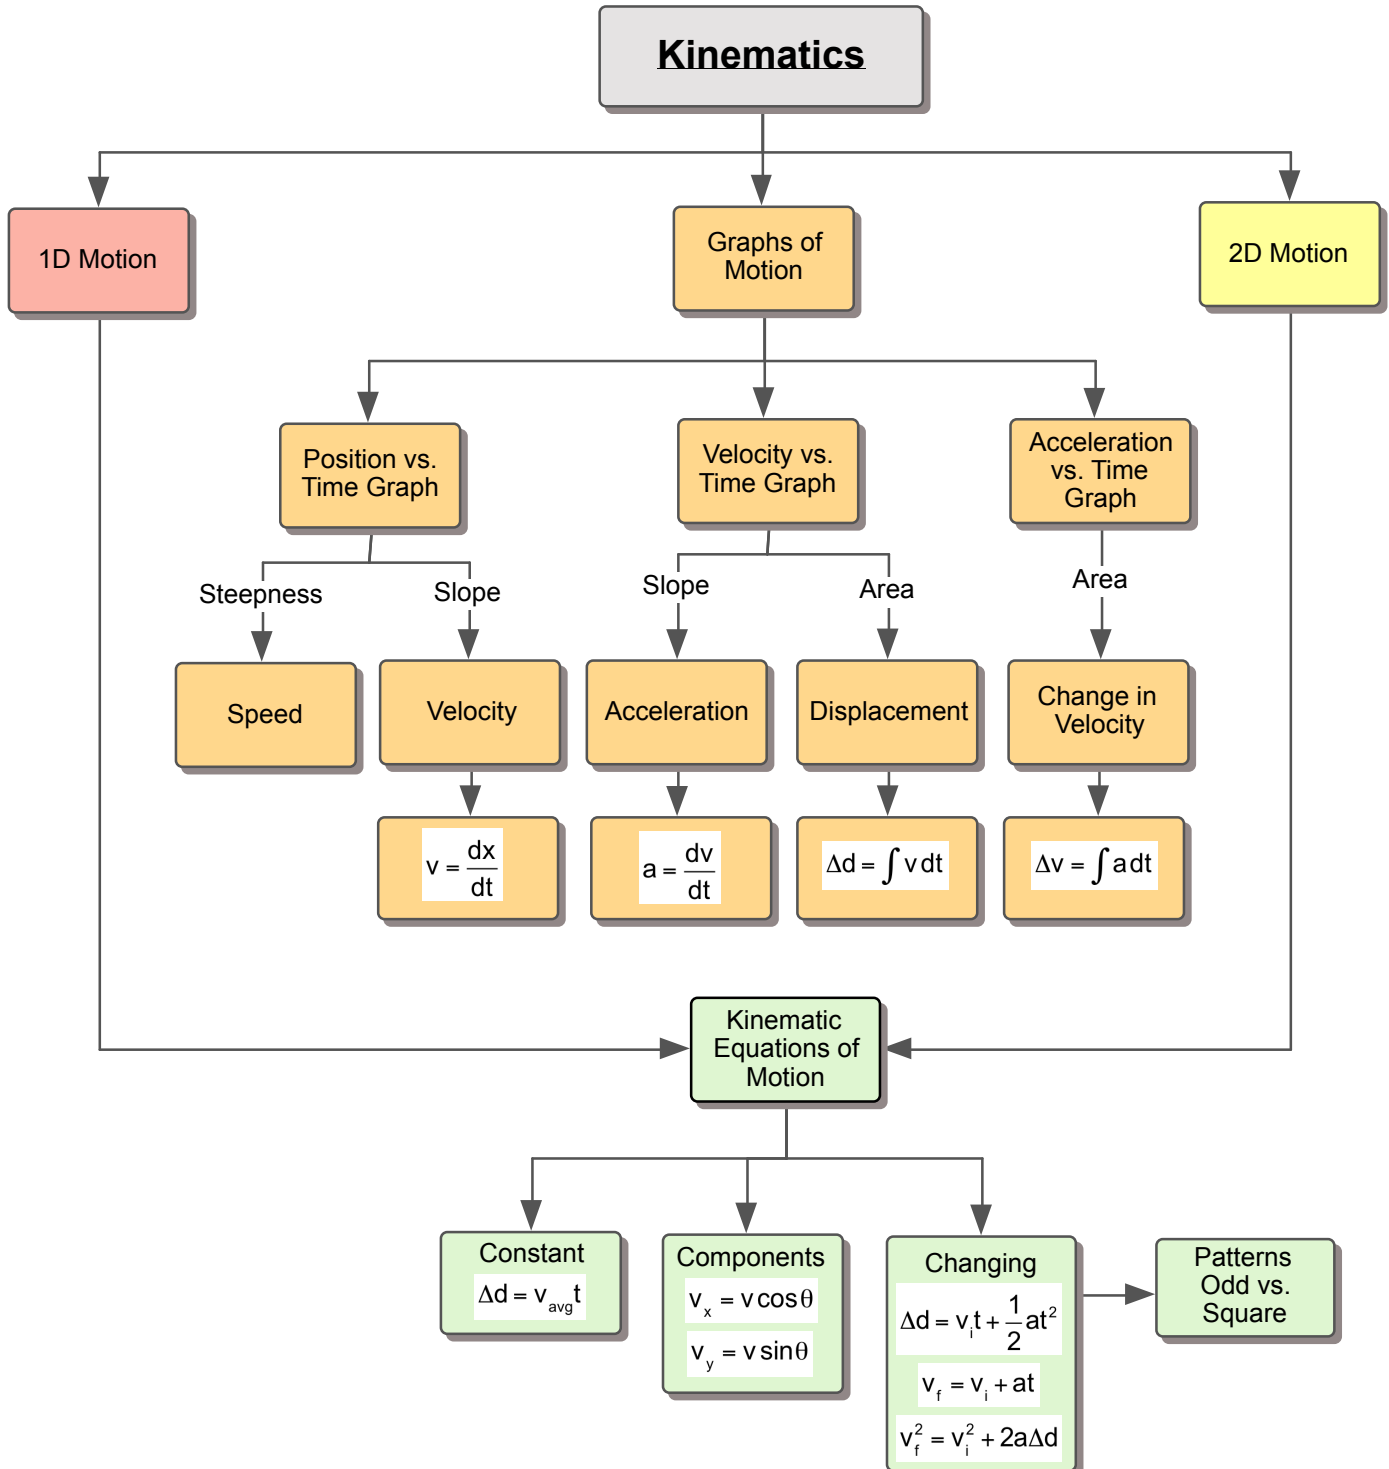 Kinematics
1D Motion
Graphs of
Motion
2D Motion
Position vs.
Time Graph
Velocity vs.
Time Graph
Acceleration
vs. Time
Graph
Steepness
Slope
Slope
Area
Area
Speed
Velocity
Acceleration
Displacement
Change in
Velocity
v = dx/dt
a = dv/dt
Δd = ∫ v dt
Δv = ∫ a dt
Kinematic
Equations of
Motion
Constant
Δd = v_avg t
Components
v_x = v cos θ
v_y = v sin θ
Changing
Δd = v_i t + 1/2 at²
v_f = v_i + at
v_f² = v_i² + 2aΔd
Patterns
Odd vs.
Square